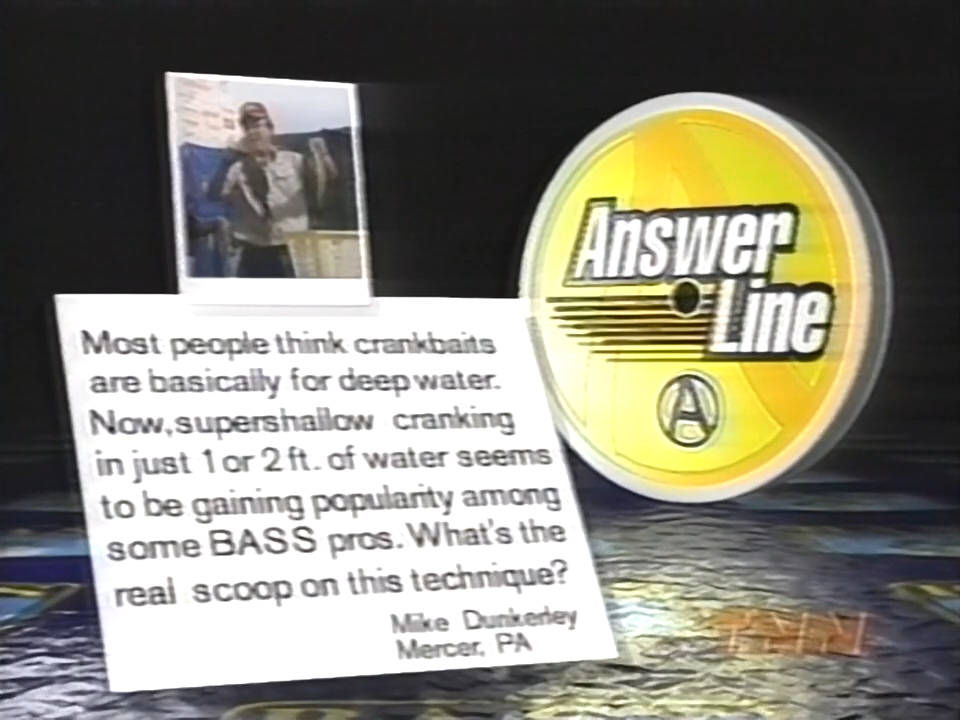 Answer
Line
A
Most people think crankbaits
are basically for deep water.
Now, supershallow cranking
in just 1 or 2 ft. of water seems
to be gaining popularity among
some BASS pros. What's the
real scoop on this technique?
Mike Dunkerley
Mercer, PA
TNN